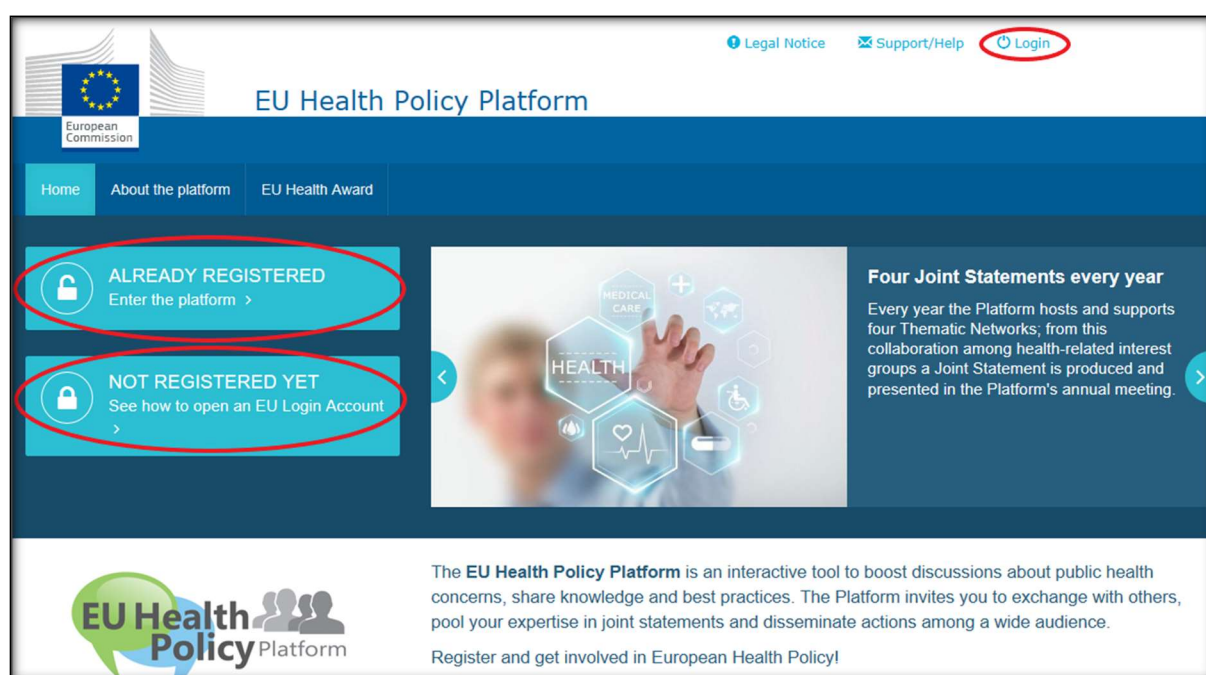 Legal Notice
Support/Help
Login
European
Commission
EU Health Policy Platform
Home
About the platform
EU Health Award
ALREADY REGISTERED
Enter the platform >
NOT REGISTERED YET
See how to open an EU Login Account
>
MEDICAL
CARE
HEALTH
Four Joint Statements every year
Every year the Platform hosts and supports
four Thematic Networks; from this
collaboration among health-related interest
groups a Joint Statement is produced and
presented in the Platform's annual meeting.
EU Health
Policy Platform
The EU Health Policy Platform is an interactive tool to boost discussions about public health
concerns, share knowledge and best practices. The Platform invites you to exchange with others,
pool your expertise in joint statements and disseminate actions among a wide audience.
Register and get involved in European Health Policy!